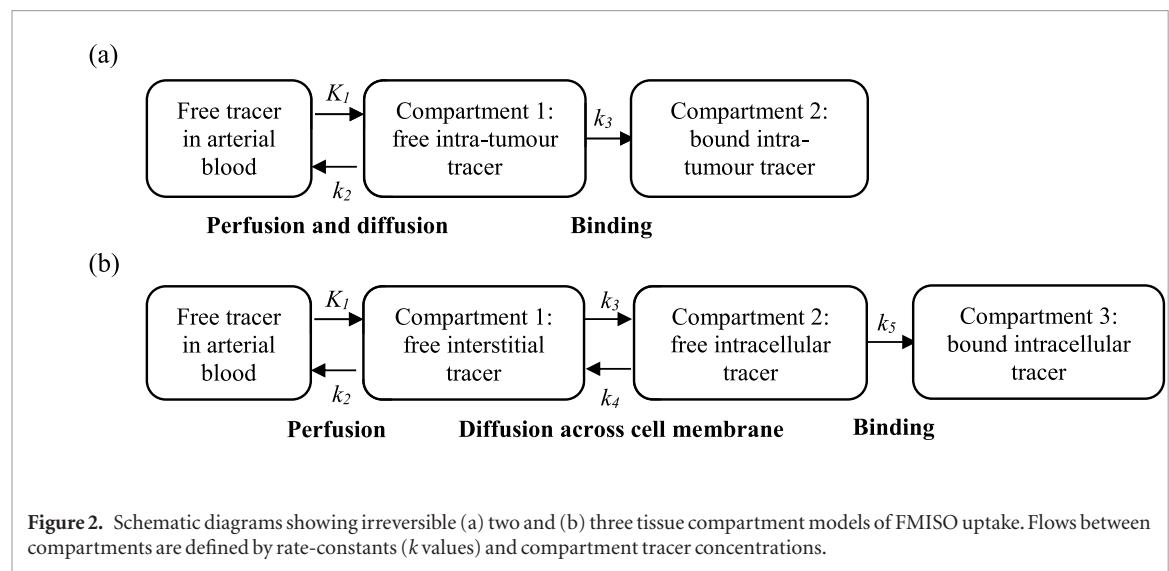 (a)
Free tracer
in arterial
blood
K1
k2
Compartment 1:
free intra-tumour
tracer
k3
Compartment 2:
bound intra-
tumour tracer
Perfusion and diffusion
Binding
(b)
Free tracer
in arterial
blood
K1
k2
Compartment 1:
free interstitial
tracer
k3
k4
Compartment 2:
free intracellular
tracer
k5
Compartment 3:
bound intracellular
tracer
Perfusion
Diffusion across cell membrane
Binding
Figure 2. Schematic diagrams showing irreversible (a) two and (b) three tissue compartment models of FMISO uptake. Flows between
compartments are defined by rate-constants (k values) and compartment tracer concentrations.